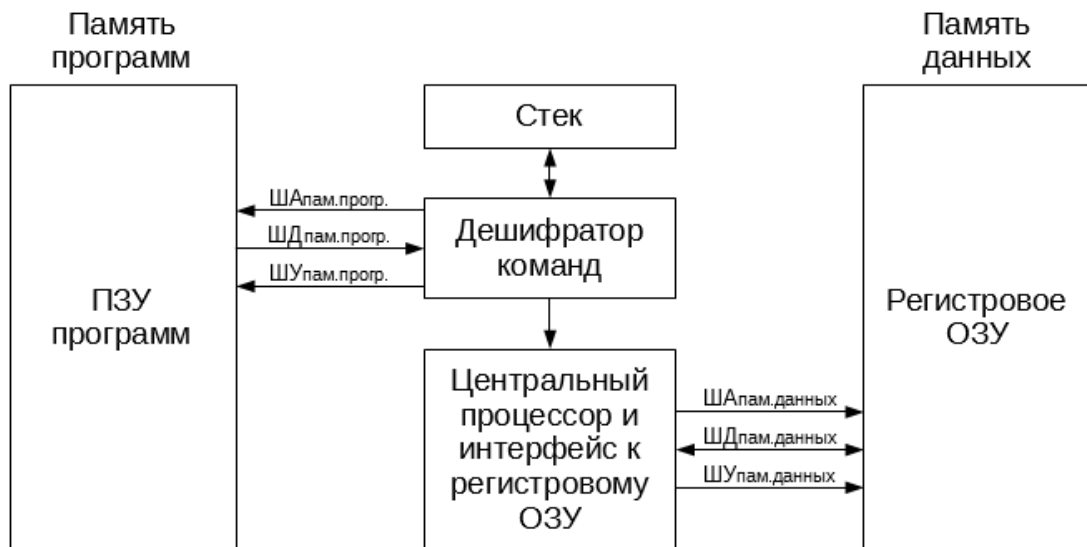 Память
программ
Память
данных
Стек
ШАпам.прогр.
ШДпам.прогр.
ШУпам.прогр.
Дешифратор
команд
ПЗУ
программ
Регистровое
ОЗУ
Центральный
процессор и
интерфейс к
регистровому
ОЗУ
ШАпам.данных
ШДпам.данных
ШУпам.данных